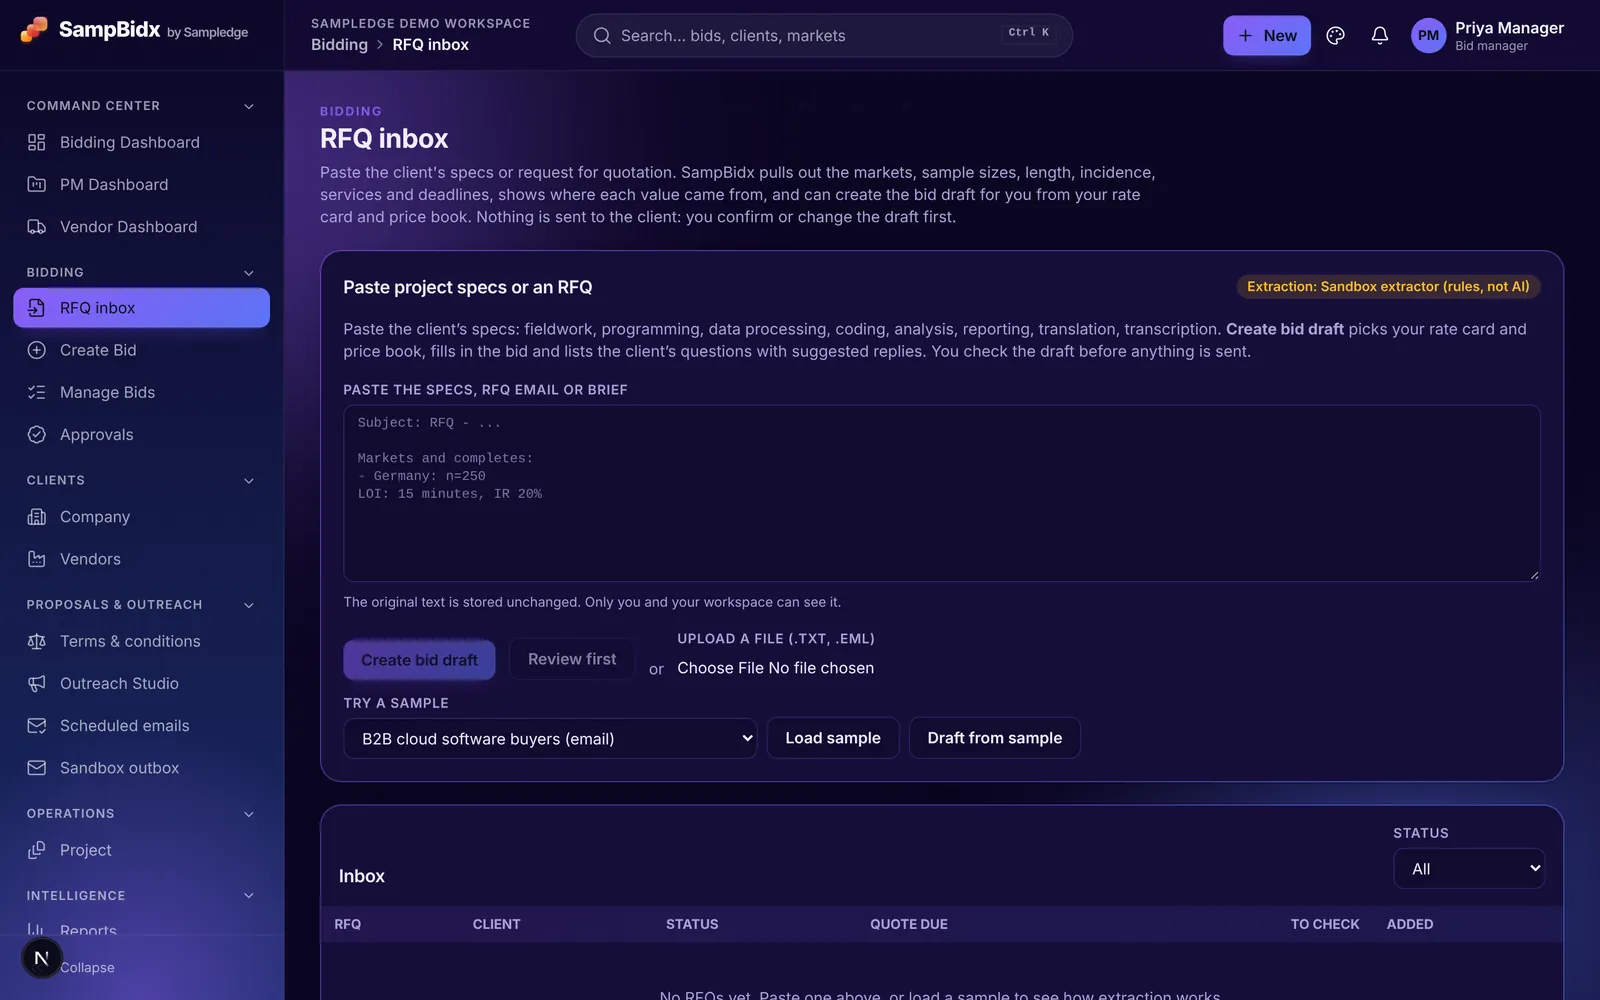 SampBidx by Sampledge
COMMAND CENTER
Bidding Dashboard
PM Dashboard
Vendor Dashboard
BIDDING
RFQ inbox
Create Bid
Manage Bids
Approvals
CLIENTS
Company
Vendors
PROPOSALS & OUTREACH
Terms & conditions
Outreach Studio
Scheduled emails
Sandbox outbox
OPERATIONS
Project
INTELLIGENCE
Reports
N
Collapse
SAMPLEDGE DEMO WORKSPACE
Bidding > RFQ inbox
Search... bids, clients, markets
Ctrl K
+ New
PM
Priya Manager
Bid manager
BIDDING
RFQ inbox
Paste the client's specs or request for quotation. SampBidx pulls out the markets, sample sizes, length, incidence,
services and deadlines, shows where each value came from, and can create the bid draft for you from your rate
card and price book. Nothing is sent to the client: you confirm or change the draft first.
Paste project specs or an RFQ
Extraction: Sandbox extractor (rules, not AI)
Paste the client’s specs: fieldwork, programming, data processing, coding, analysis, reporting, translation, transcription. Create bid draft picks your rate card and
price book, fills in the bid and lists the client’s questions with suggested replies. You check the draft before anything is sent.
PASTE THE SPECS, RFQ EMAIL OR BRIEF
Subject: RFQ - ...
Markets and completes:
- Germany: n=250
LOI: 15 minutes, IR 20%
The original text is stored unchanged. Only you and your workspace can see it.
Create bid draft
Review first
or
UPLOAD A FILE (.TXT, .EML)
Choose File No file chosen
TRY A SAMPLE
B2B cloud software buyers (email)
Load sample
Draft from sample
Inbox
STATUS
All
RFQ CLIENT STATUS QUOTE DUE TO CHECK ADDED
No RFQs yet. Paste one above, or load a sample to see how extraction works.